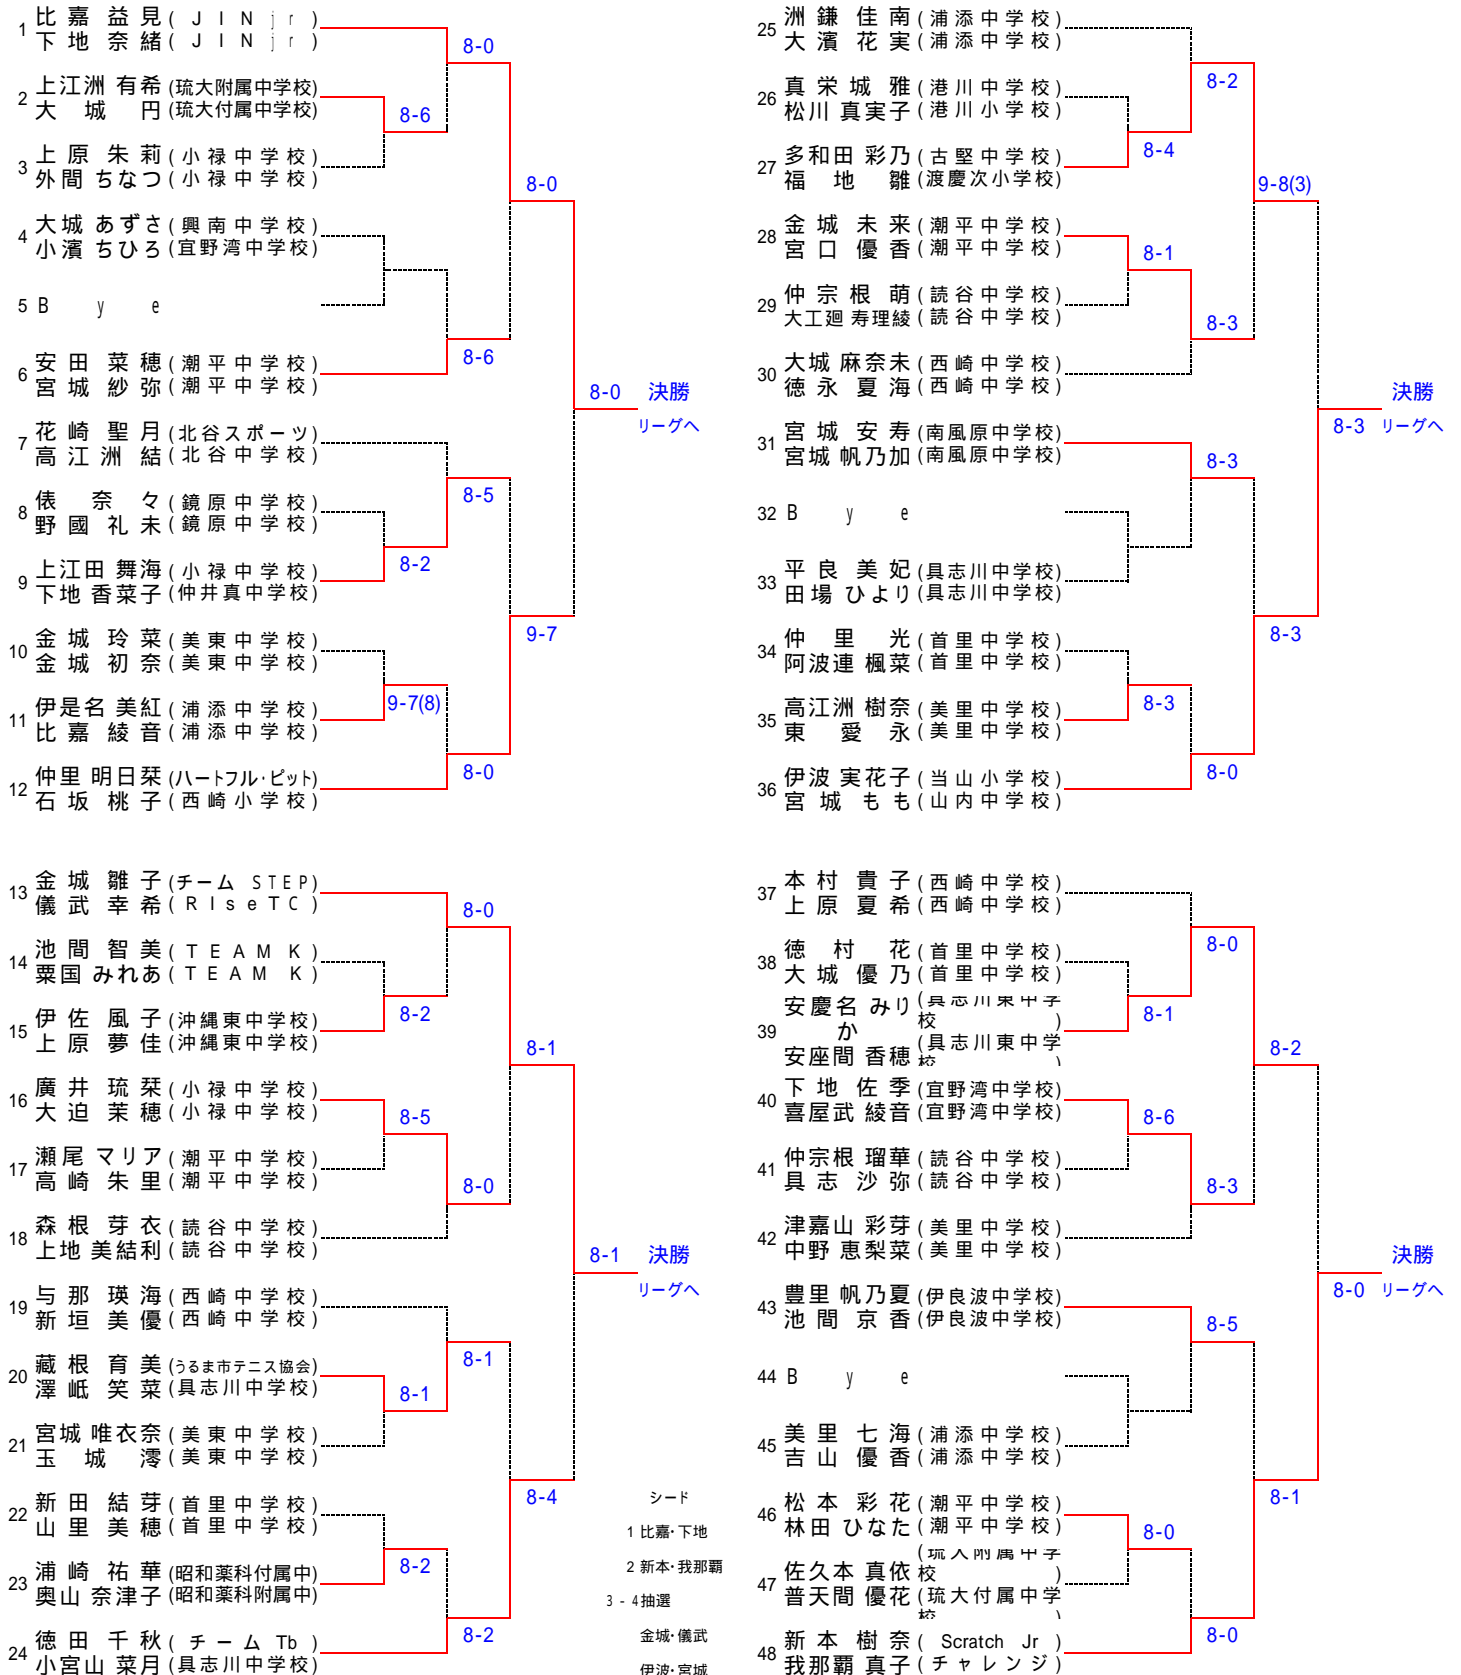 1 比嘉 益見 (JINjr)
下地 奈緒 (JINjr)
8-0
2 上江洲 有希 (琉大附属中学校)
大城 円 (琉大付属中学校)
8-6
3 上原 朱莉 (小禄中学校)
外間 ちなつ (小禄中学校)
8-0
4 大城 あずさ (興南中学校)
小濱 ちひろ (宜野湾中学校)
5 Bye
8-6
6 安田 菜穂 (潮平中学校)
宮城 紗弥 (潮平中学校)
8-0 決勝
リーグへ
7 花崎 聖月 (北谷スポーツ)
高江洲 結 (北谷中学校)
8-5
8 俵 奈々 (鏡原中学校)
野國 礼未 (鏡原中学校)
8-2
9 上江田 舞海 (小禄中学校)
下地 香菜子 (仲井真中学校)
9-7
10 金城 玲菜 (美東中学校)
金城 初奈 (美東中学校)
9-7(8)
11 伊是名 美紅 (浦添中学校)
比嘉 綾音 (浦添中学校)
8-0
12 仲里 明日栞 (ハートフル・ピット)
石坂 桃子 (西崎小学校)
13 金城 雛子 (チーム STEP)
儀武 幸希 (RIseTC)
8-0
14 池間 智美 (TEAM K)
粟国 みれあ (TEAM K)
8-2
15 伊佐 風子 (沖縄東中学校)
上原 夢佳 (沖縄東中学校)
8-1
16 廣井 琉栞 (小禄中学校)
大迫 茉穂 (小禄中学校)
8-5
17 瀬尾 マリア (潮平中学校)
高崎 朱里 (潮平中学校)
8-0
18 森根 芽衣 (読谷中学校)
上地 美結利 (読谷中学校)
8-1 決勝
リーグへ
19 与那 瑛海 (西崎中学校)
新垣 美優 (西崎中学校)
8-1
20 藏根 育美 (うるま市テニス協会)
澤岻 笑菜 (具志川中学校)
8-1
21 宮城 唯衣奈 (美東中学校)
玉城 澪 (美東中学校)
8-4
22 新田 結芽 (首里中学校)
山里 美穂 (首里中学校)
8-2
23 浦崎 祐華 (昭和薬科付属中)
奥山 奈津子 (昭和薬科附属中)
8-2
24 徳田 千秋 (チームTb)
小宮山 菜月 (具志川中学校)
シード
1 比嘉・下地
2 新本・我那覇
3-4抽選
金城・儀武
伊波・宮城
25 洲鎌 佳南 (浦添中学校)
大濱 花実 (浦添中学校)
8-2
26 真栄城 雅 (港川中学校)
松川 真実子 (港川小学校)
8-4
27 多和田 彩乃 (古堅中学校)
福地 雛 (渡慶次小学校)
9-8(3)
28 金城 未来 (潮平中学校)
宮口 優香 (潮平中学校)
8-1
29 仲宗根 萌 (読谷中学校)
大工廻 寿理綾 (読谷中学校)
8-3
30 大城 麻奈未 (西崎中学校)
徳永 夏海 (西崎中学校)
決勝
8-3 リーグへ
31 宮城 安寿 (南風原中学校)
宮城 帆乃加 (南風原中学校)
8-3
32 Bye
33 平良 美妃 (具志川中学校)
田場 ひより (具志川中学校)
8-3
34 仲里 光 (首里中学校)
阿波連 楓菜 (首里中学校)
8-3
35 高江洲 樹奈 (美里中学校)
東 愛永 (美里中学校)
8-0
36 伊波 実花子 (当山小学校)
宮城 もも (山内中学校)
37 本村 貴子 (西崎中学校)
上原 夏希 (西崎中学校)
8-0
38 徳村 花 (首里中学校)
大城 優乃 (首里中学校)
8-1
39 安慶名 みりか (具志川東中学校)
安座間 香穂 (具志川東中学校)
8-2
40 下地 佐季 (宜野湾中学校)
喜屋武 綾音 (宜野湾中学校)
8-6
41 仲宗根 瑠華 (読谷中学校)
具志 沙弥 (読谷中学校)
8-3
42 津嘉山 彩芽 (美里中学校)
中野 恵梨菜 (美里中学校)
決勝
8-0 リーグへ
43 豊里 帆乃夏 (伊良波中学校)
池間 京香 (伊良波中学校)
8-5
44 Bye
45 美里 七海 (浦添中学校)
吉山 優香 (浦添中学校)
8-1
46 松本 彩花 (潮平中学校)
林田 ひなた (潮平中学校)
8-0
47 佐久本 真依 (琉大附属中学校)
普天間 優花 (琉大付属中学校)
8-0
48 新本 樹奈 (Scratch Jr)
我那覇 真子 (チャレンジ)